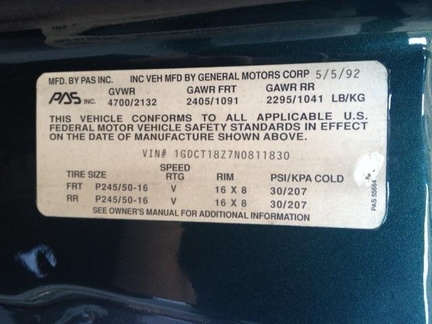 MFD. BY PAS INC. INC VEH MFD BY GENERAL MOTORS CORP 5/5/92
PAS INC. GVWR GAWR FRT GAWR RR
4700/2132 2405/1091 2295/1041 LB/KG
THIS VEHICLE CONFORMS TO ALL APPLICABLE U.S.
FEDERAL MOTOR VEHICLE SAFETY STANDARDS IN EFFECT
ON THE DATE OF MANUFACTURE SHOWN ABOVE.
VIN# 1GDCT18Z7N0811830
SPEED
RTG RIM PSI/KPA COLD
FRT P245/50-16 V 16 X 8 30/207
RR P245/50-16 V 16 X 8 30/207
SEE OWNER'S MANUAL FOR ADDITIONAL INFORMATION
PAS 55664